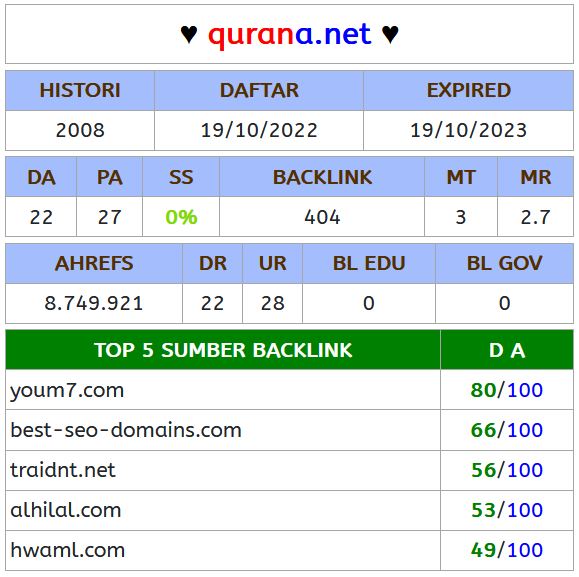 ♥ qurana.net ♥
HISTORI DAFTAR EXPIRED
2008 19/10/2022 19/10/2023
DA PA SS BACKLINK MT MR
22 27 0% 404 3 2.7
AHREFS DR UR BL EDU BL GOV
8.749.921 22 28 0 0
TOP 5 SUMBER BACKLINK D A
youm7.com 80/100
best-seo-domains.com 66/100
traidnt.net 56/100
alhilal.com 53/100
hwaml.com 49/100